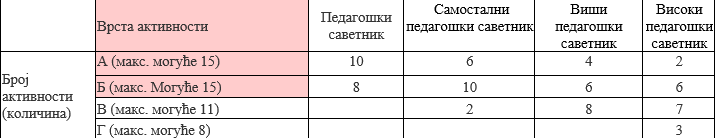 Врста активности Педагошки саветник Самостални педагошки саветник Виши педагошки саветник Високи педагошки саветник
Број активности (количина)
А (макс. могуће 15) 10 6 4 2
Б (макс. Могуће 15) 8 10 6 6
В (макс. могуће 11) 2 8 7
Г (макс. могуће 8) 3